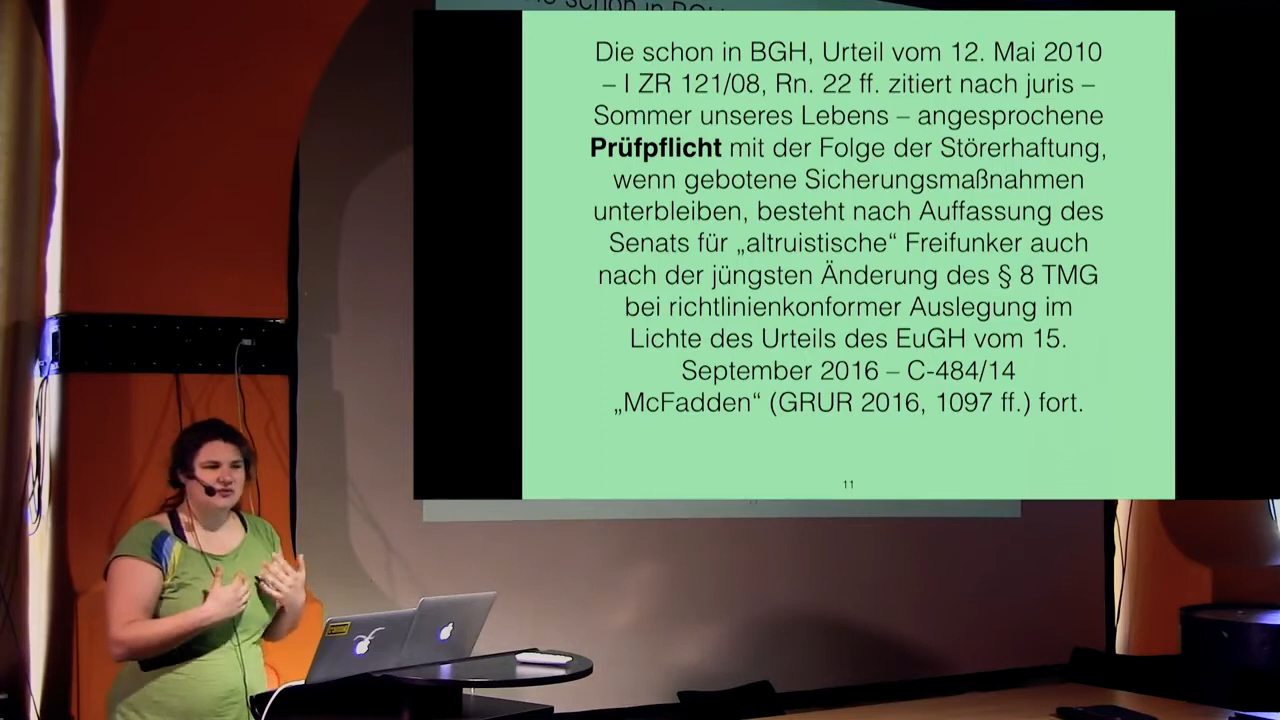 Die schon in BGH, Urteil vom 12. Mai 2010
– I ZR 121/08, Rn. 22 ff. zitiert nach juris –
Sommer unseres Lebens – angesprochene
Prüfpflicht mit der Folge der Störerhaftung,
wenn gebotene Sicherungsmaßnahmen
unterbleiben, besteht nach Auffassung des
Senats für „altruistische“ Freifunker auch
nach der jüngsten Änderung des § 8 TMG
bei richtlinienkonformer Auslegung im
Lichte des Urteils des EuGH vom 15.
September 2016 – C-484/14
„McFadden“ (GRUR 2016, 1097 ff.) fort.
11